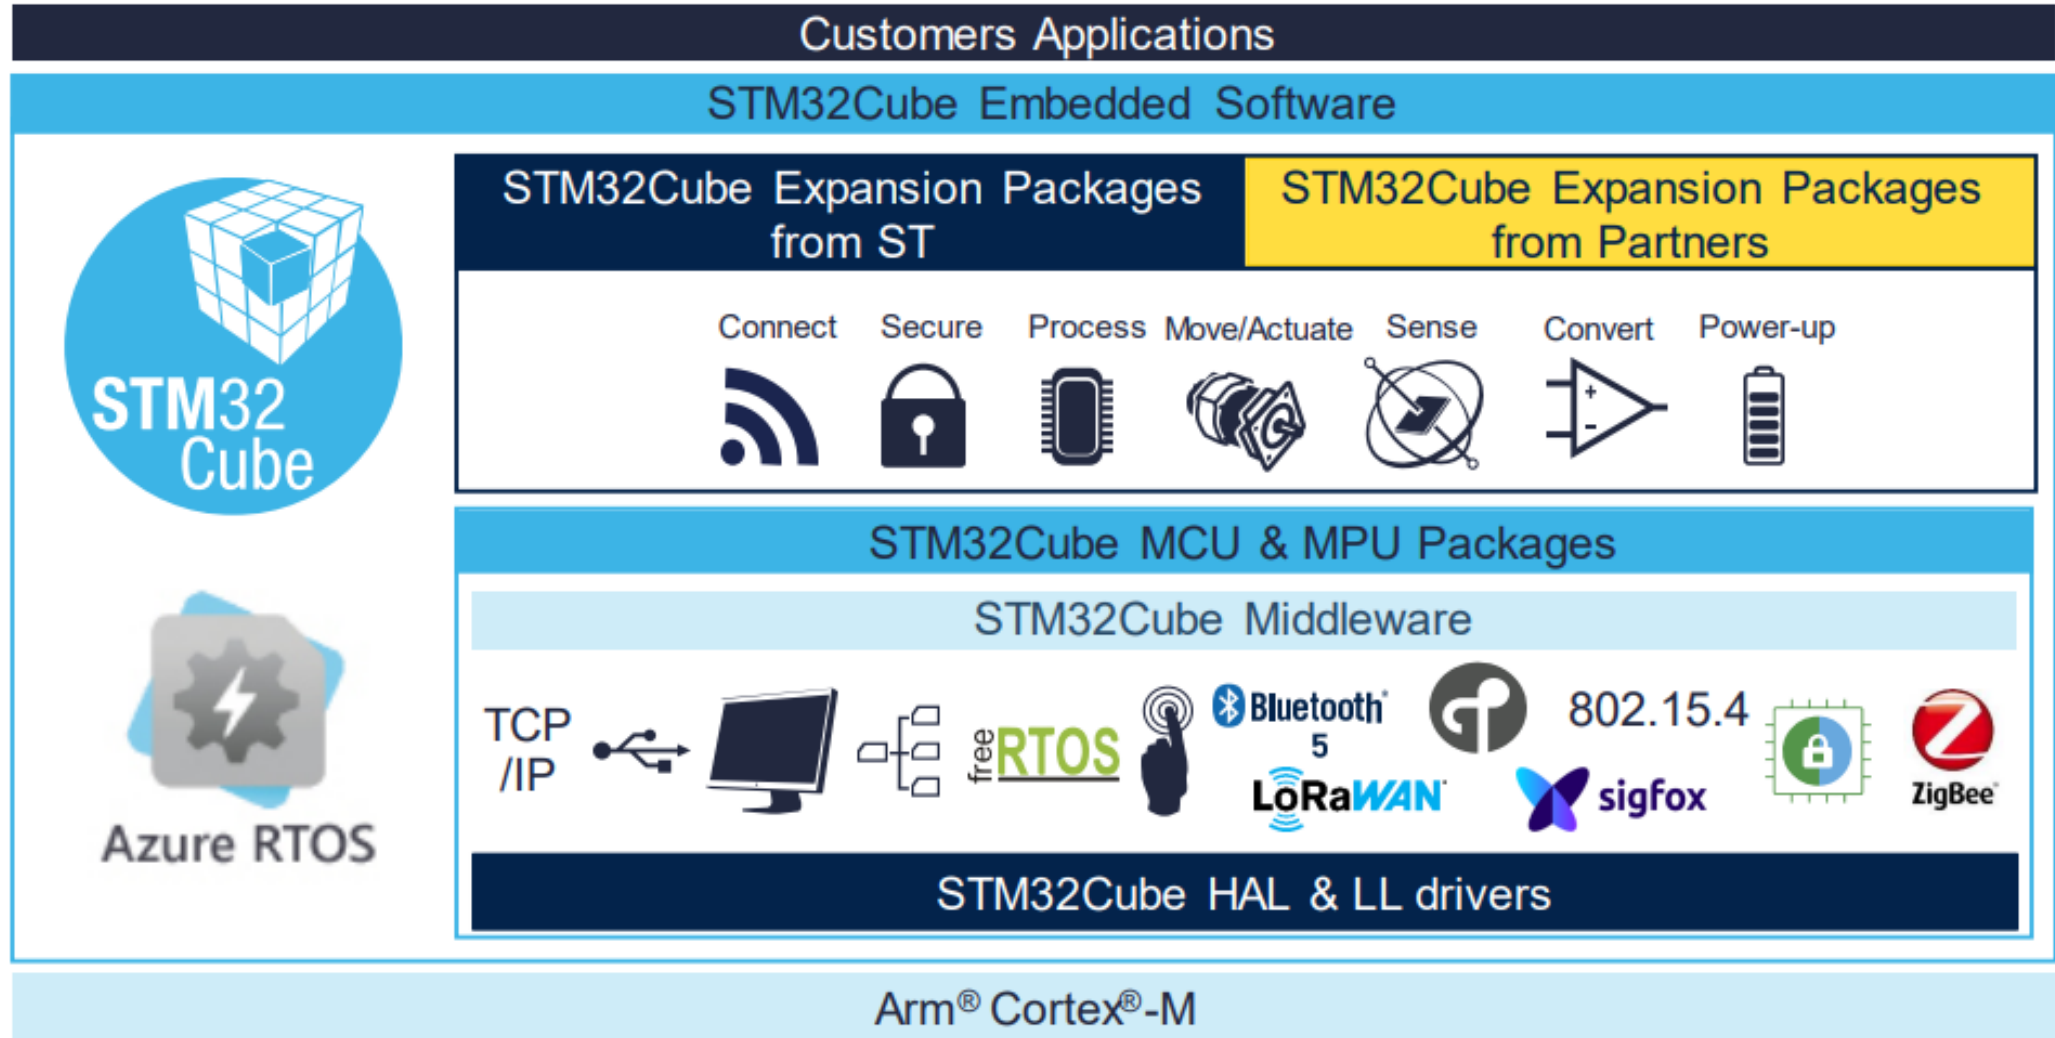 Customers Applications
STM32Cube Embedded Software
STM32
Cube
Azure RTOS
STM32Cube Expansion Packages
from ST
STM32Cube Expansion Packages
from Partners
Connect
Secure
Process
Move/Actuate
Sense
Convert
Power-up
STM32Cube MCU & MPU Packages
STM32Cube Middleware
TCP
/IP
free RTOS
Bluetooth®
5
LoRaWAN
802.15.4
sigfox
ZigBee®
STM32Cube HAL & LL drivers
Arm® Cortex®-M